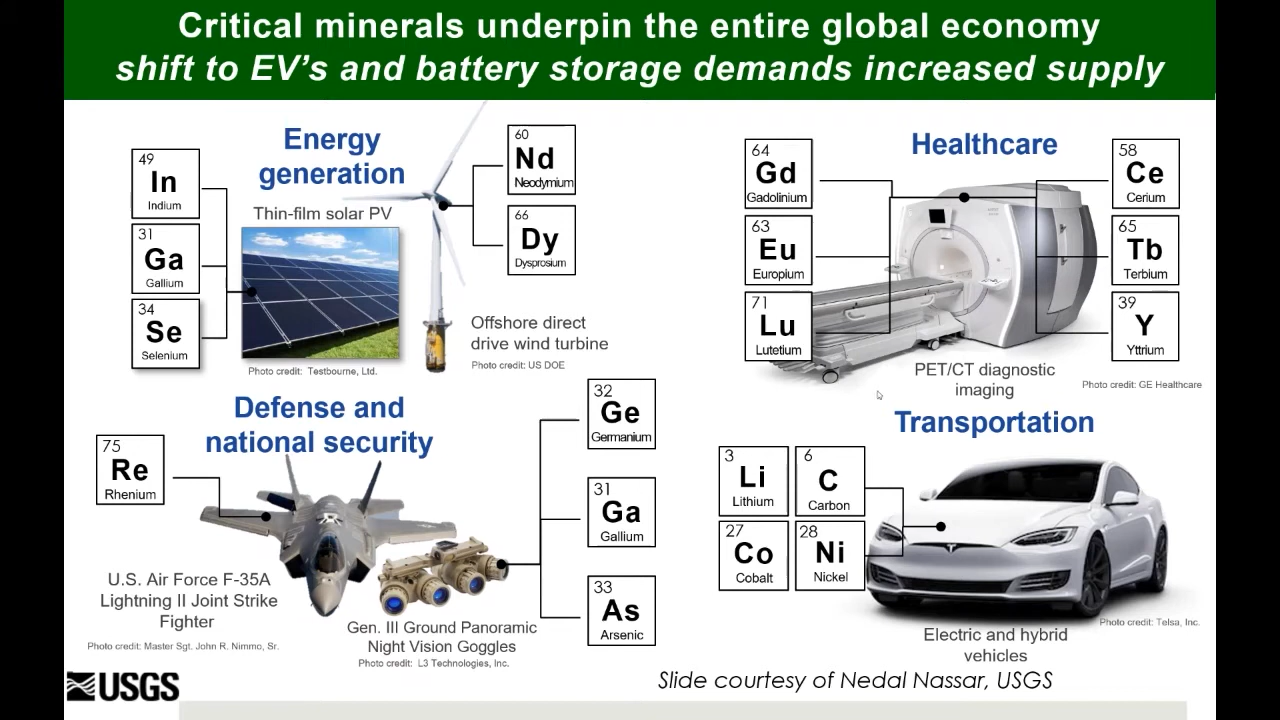 Critical minerals underpin the entire global economy
shift to EV's and battery storage demands increased supply
Energy
generation
Thin-film solar PV
49
In
Indium
31
Ga
Gallium
34
Se
Selenium
Photo credit: Testbourne, Ltd.
60
Nd
Neodymium
66
Dy
Dysprosium
Offshore direct
drive wind turbine
Photo credit: US DOE
Healthcare
64
Gd
Gadolinium
63
Eu
Europium
71
Lu
Lutetium
58
Ce
Cerium
65
Tb
Terbium
39
Y
Yttrium
PET/CT diagnostic
imaging
Photo credit: GE Healthcare
Defense and
national security
75
Re
Rhenium
U.S. Air Force F-35A
Lightning II Joint Strike
Fighter
Photo credit: Master Sgt. John R. Nimmo, Sr.
32
Ge
Germanium
31
Ga
Gallium
33
As
Arsenic
Gen. III Ground Panoramic
Night Vision Goggles
Photo credit: L3 Technologies, Inc.
Transportation
3
Li
Lithium
6
C
Carbon
27
Co
Cobalt
28
Ni
Nickel
Photo credit: Telsa, Inc.
Electric and hybrid
vehicles
USGS
Slide courtesy of Nedal Nassar, USGS